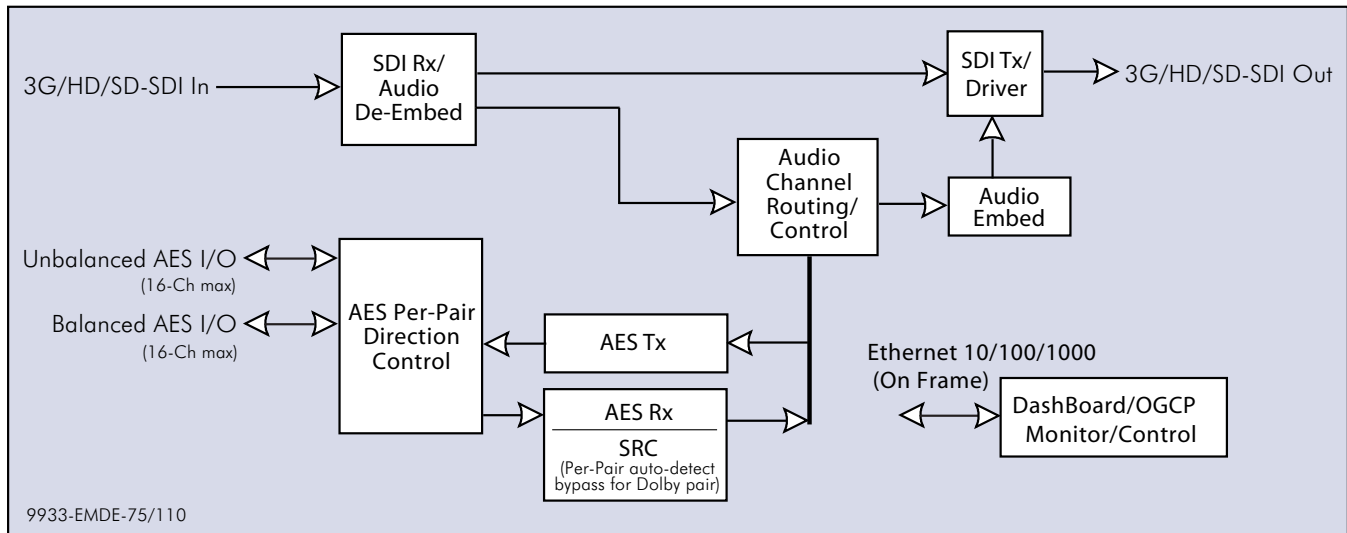 3G/HD/SD-SDI In
SDI Rx/
Audio
De-Embed
SDI Tx/
Driver
3G/HD/SD-SDI Out
Audio
Channel
Routing/
Control
Audio
Embed
Unbalanced AES I/O
(16-Ch max)
Balanced AES I/O
(16-Ch max)
AES Per-Pair
Direction
Control
AES Tx
AES Rx
SRC
(Per-Pair auto-detect
bypass for Dolby pair)
Ethernet 10/100/1000
(On Frame)
DashBoard/OGCP
Monitor/Control
9933-EMDE-75/110